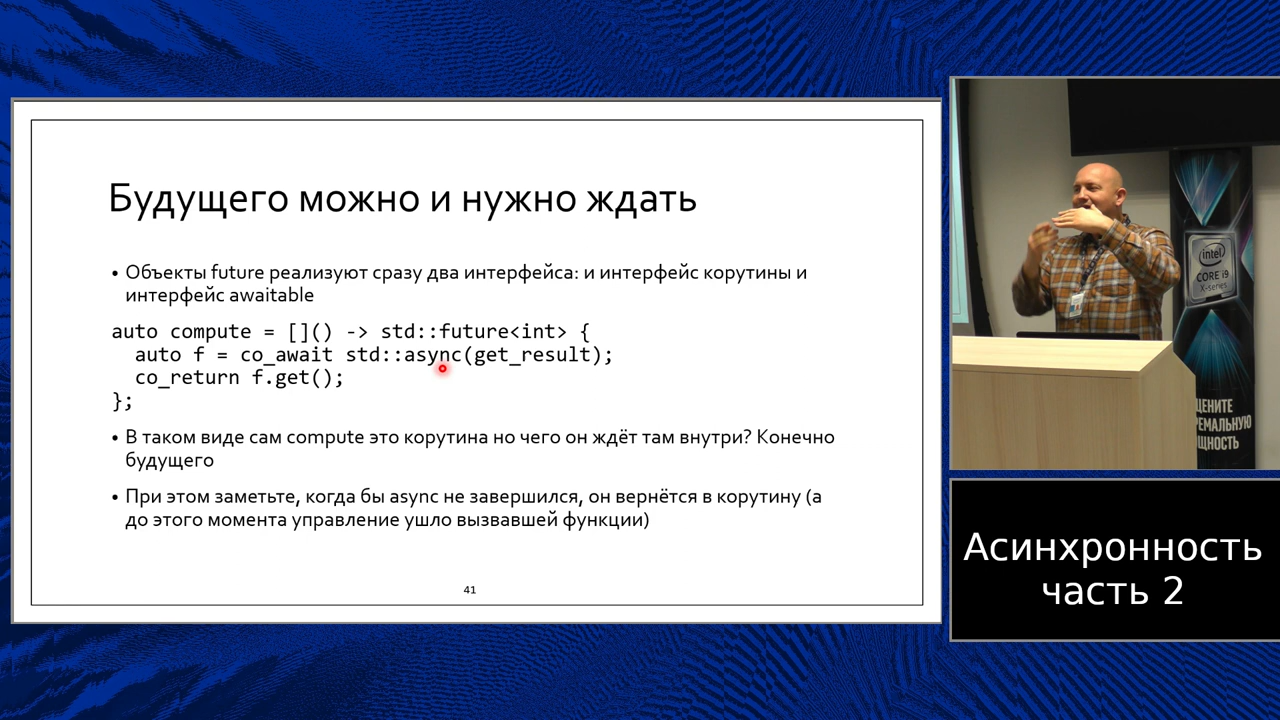 Будущего можно и нужно ждать
• Объекты future реализуют сразу два интерфейса: и интерфейс корутины и
интерфейс awaitable
auto compute = []() -> std::future<int> {
  auto f = co_await std::async(get_result);
  co_return f.get();
};
• В таком виде сам compute это корутина но чего он ждёт там внутри? Конечно
будущего
• При этом заметьте, когда бы async не завершился, он вернётся в корутину (а
до этого момента управление ушло вызвавшей функции)
41
intel
CORE i9
X-series
ЦЕНИТЕ
РЕМАЛЬНУЮ
ЩНОСТЬ
Асинхронность
часть 2